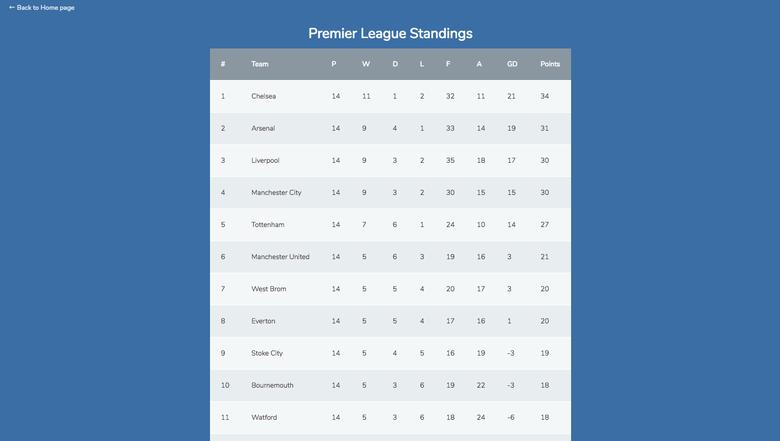 ← Back to Home page
Premier League Standings
# Team P W D L F A GD Points
1 Chelsea 14 11 1 2 32 11 21 34
2 Arsenal 14 9 4 1 33 14 19 31
3 Liverpool 14 9 3 2 35 18 17 30
4 Manchester City 14 9 3 2 30 15 15 30
5 Tottenham 14 7 6 1 24 10 14 27
6 Manchester United 14 5 6 3 19 16 3 21
7 West Brom 14 5 5 4 20 17 3 20
8 Everton 14 5 5 4 17 16 1 20
9 Stoke City 14 5 4 5 16 19 -3 19
10 Bournemouth 14 5 3 6 19 22 -3 18
11 Watford 14 5 3 6 18 24 -6 18